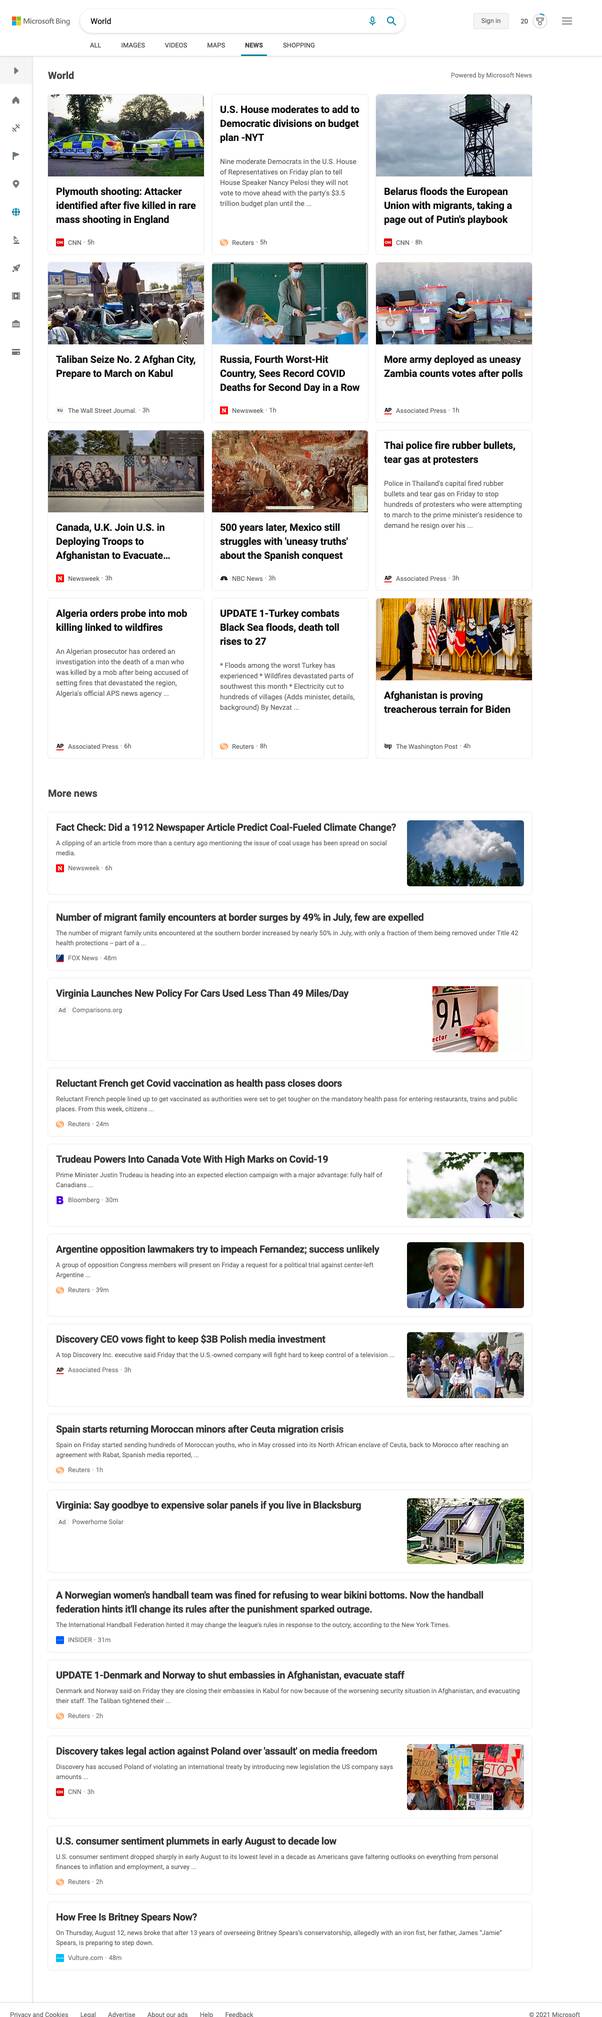 Microsoft Bing
World
Sign in
20
ALL IMAGES VIDEOS MAPS NEWS SHOPPING
World
Powered by Microsoft News
Plymouth shooting: Attacker
identified after five killed in rare
mass shooting in England
CNN · 5h
U.S. House moderates to add to
Democratic divisions on budget
plan -NYT
Nine moderate Democrats in the U.S. House
of Representatives on Friday plan to tell
House Speaker Nancy Pelosi they will not
vote to move ahead with the party's $3.5
trillion budget plan until the ...
Reuters · 5h
Belarus floods the European
Union with migrants, taking a
page out of Putin's playbook
CNN · 8h
Taliban Seize No. 2 Afghan City,
Prepare to March on Kabul
The Wall Street Journal. · 3h
Russia, Fourth Worst-Hit
Country, Sees Record COVID
Deaths for Second Day in a Row
Newsweek · 1h
More army deployed as uneasy
Zambia counts votes after polls
Associated Press · 1h
Canada, U.K. Join U.S. in
Deploying Troops to
Afghanistan to Evacuate...
Newsweek · 3h
500 years later, Mexico still
struggles with 'uneasy truths'
about the Spanish conquest
NBC News · 3h
Thai police fire rubber bullets,
tear gas at protesters
Police in Thailand's capital fired rubber
bullets and tear gas on Friday to stop
hundreds of protesters who were attempting
to march to the prime minister's residence to
demand he resign over his ...
Associated Press · 3h
Algeria orders probe into mob
killing linked to wildfires
An Algerian prosecutor has ordered an
investigation into the death of a man who
was killed by a mob after being accused of
setting fires that devastated the region,
Algeria's official APS news agency ...
Associated Press · 6h
UPDATE 1-Turkey combats
Black Sea floods, death toll
rises to 27
* Floods among the worst Turkey has
experienced * Wildfires devastated parts of
southwest this month * Electricity cut to
hundreds of villages (Adds minister, details,
background) By Nevzat ...
Reuters · 8h
Afghanistan is proving
treacherous terrain for Biden
The Washington Post · 4h
More news
Fact Check: Did a 1912 Newspaper Article Predict Coal-Fueled Climate Change?
A clipping of an article from more than a century ago mentioning the issue of coal usage has been spread on social
media.
Newsweek · 6h
Number of migrant family encounters at border surges by 49% in July, few are expelled
The number of migrant family units encountered at the southern border increased by nearly 50% in July, with only a fraction of them being removed under Title 42
health protections -- part of a ...
FOX News · 48m
Virginia Launches New Policy For Cars Used Less Than 49 Miles/Day
Ad Comparisons.org
9A
Reluctant French get Covid vaccination as health pass closes doors
Reluctant French people lined up to get vaccinated as authorities were set to get tougher on the mandatory health pass for entering restaurants, trains and public
places. From this week, citizens ...
Reuters · 24m
Trudeau Powers Into Canada Vote With High Marks on Covid-19
Prime Minister Justin Trudeau is heading into an expected election campaign with a major advantage: fully half of
Canadians ...
Bloomberg · 30m
Argentine opposition lawmakers try to impeach Fernandez; success unlikely
A group of opposition Congress members will present on Friday a request for a political trial against center-left
Argentine ...
Reuters · 39m
Discovery CEO vows fight to keep $3B Polish media investment
A top Discovery Inc. executive said Friday that the U.S.-owned company will fight hard to keep control of a television ...
Associated Press · 3h
Spain starts returning Moroccan minors after Ceuta migration crisis
Spain on Friday started sending hundreds of Moroccan youths, who in May crossed into its North African enclave of Ceuta, back to Morocco after reaching an
agreement with Rabat, Spanish media reported, ...
Reuters · 1h
Virginia: Say goodbye to expensive solar panels if you live in Blacksburg
Ad Powerhome Solar
A Norwegian women's handball team was fined for refusing to wear bikini bottoms. Now the handball
federation hints it'll change its rules after the punishment sparked outrage.
The International Handball Federation hinted it may change the league's rules in response to the outcry, according to the New York Times.
INSIDER · 31m
UPDATE 1-Denmark and Norway to shut embassies in Afghanistan, evacuate staff
Denmark and Norway said on Friday they are closing their embassies in Kabul for now because of the worsening security situation in Afghanistan, and evacuating
their staff. The Taliban tightened their ...
Reuters · 2h
Discovery takes legal action against Poland over 'assault' on media freedom
Discovery has accused Poland of violating an international treaty by introducing new legislation the US company says
amounts ...
CNN · 3h
STOP
U.S. consumer sentiment plummets in early August to decade low
U.S. consumer sentiment dropped sharply in early August to its lowest level in a decade as Americans gave faltering outlooks on everything from personal
finances to inflation and employment, a survey ...
Reuters · 2h
How Free Is Britney Spears Now?
On Thursday, August 12, news broke that after 13 years of overseeing Britney Spears's conservatorship, allegedly with an iron fist, her father, James "Jamie"
Spears, is preparing to step down.
Vulture.com · 48m
Privacy and Cookies Legal Advertise About our ads Help Feedback
© 2021 Microsoft